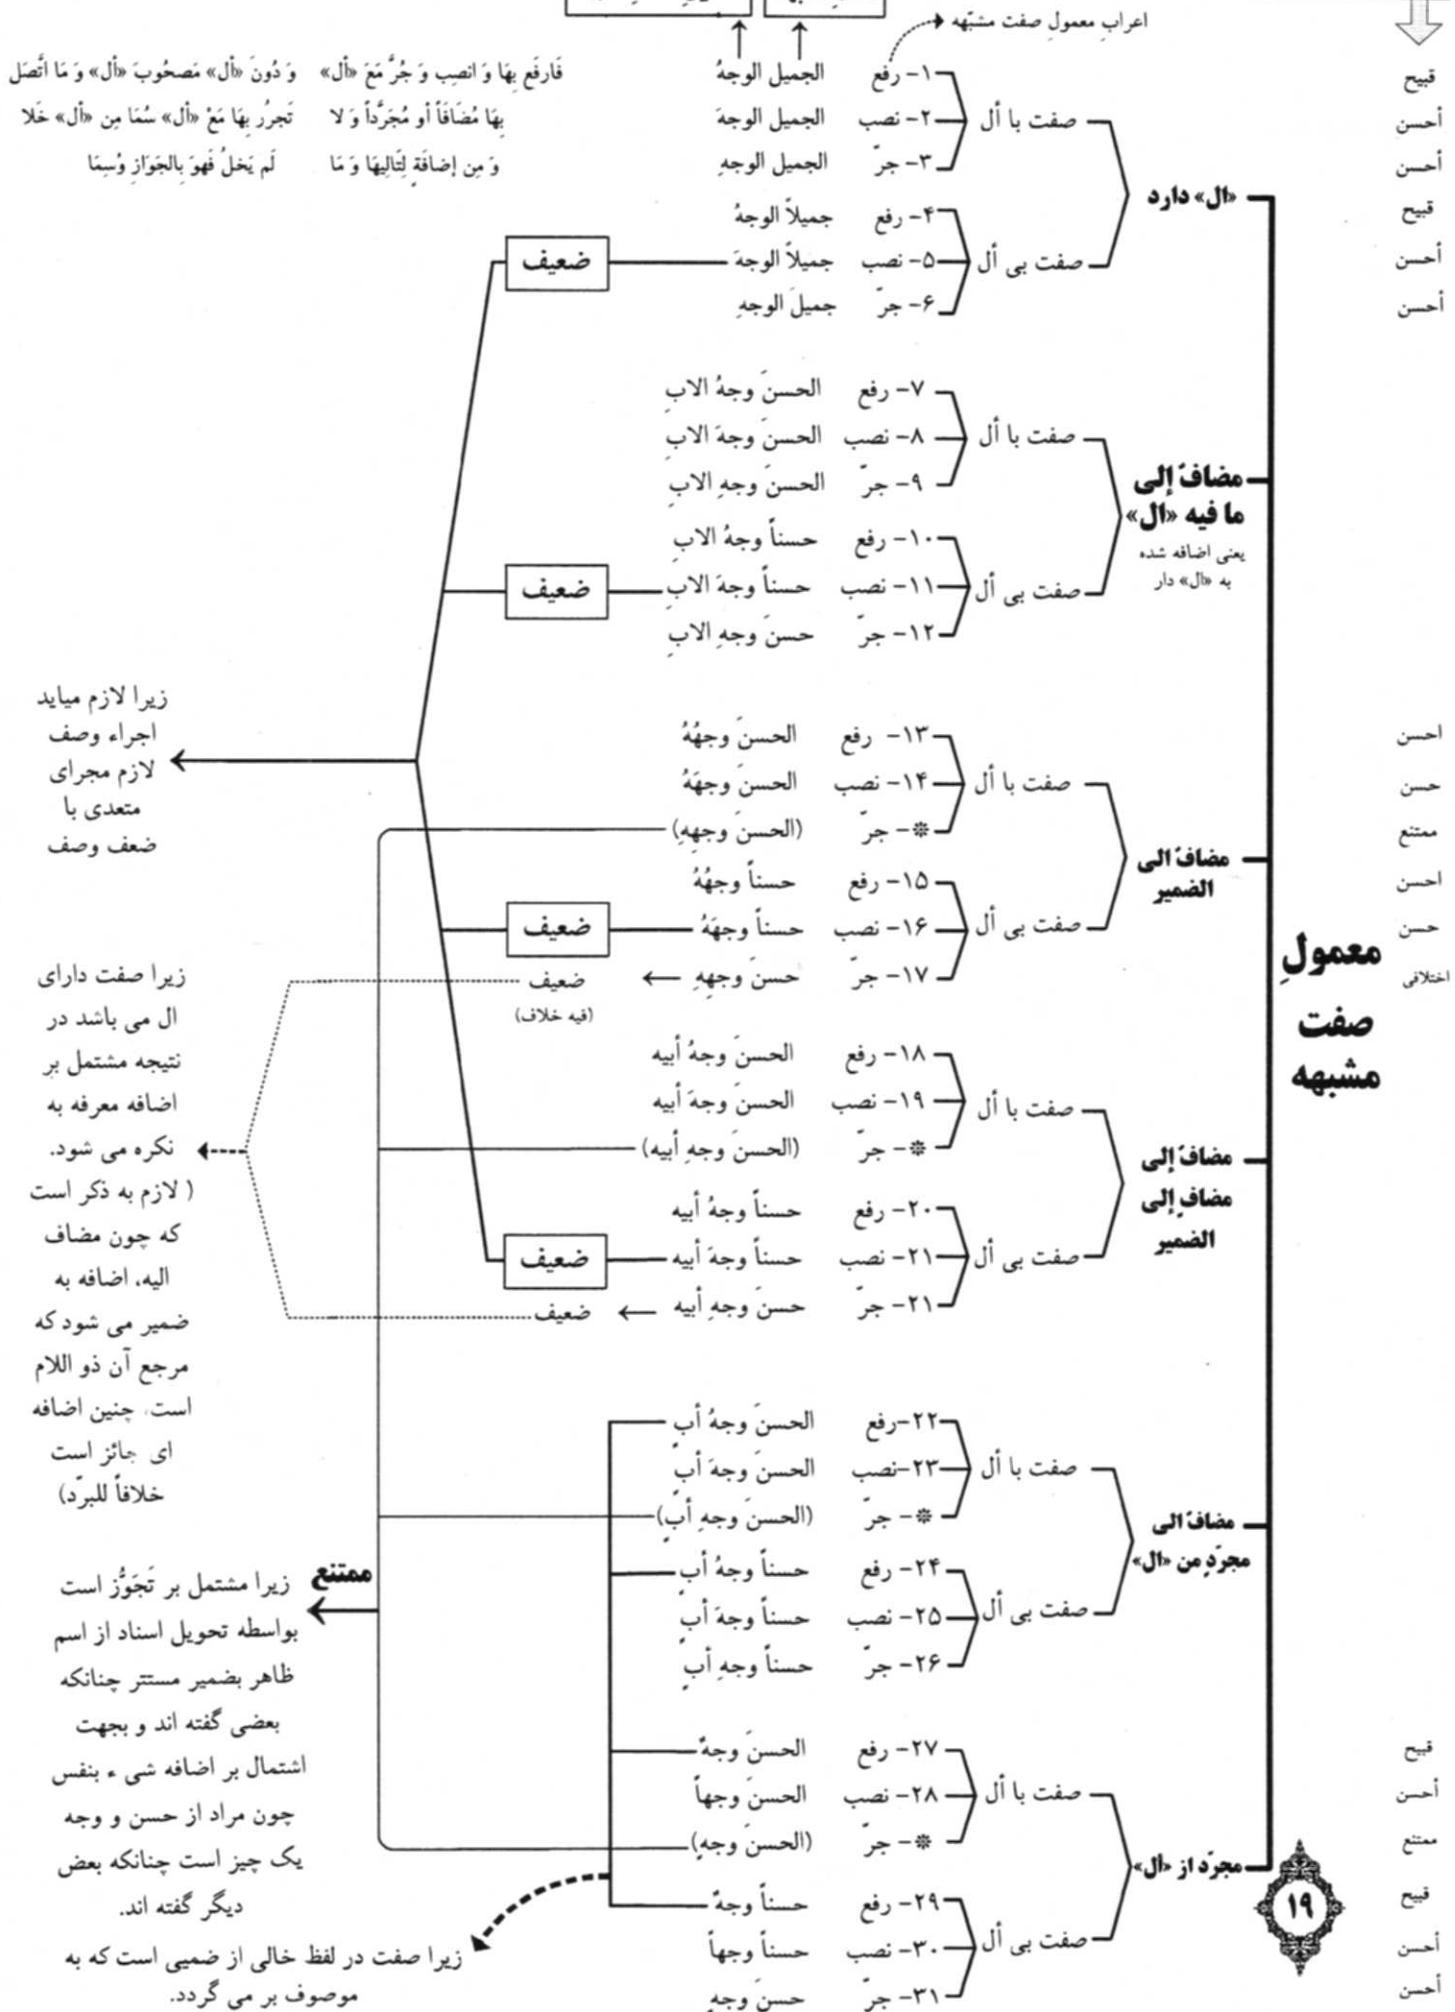 اعرابِ معمولِ صفت مشبّهه
فَارفَع بِهَا وَ انصِب وَ جُرَّ مَعَ «أل» وَ دُونَ «أل» مَصحُوبَ «أل» وَ مَا اتَّصَل
بِهَا مُضَافَاً أو مُجَرَّداً وَ لا تَجرُر بِهَا مَعْ «أل» سُمَا مِن «أل» خَلا
وَ مِن إضافَةٍ لِتَالِيهَا وَ مَا لَم يَخلُ فَهوَ بِالجَوَازِ وُسِمَا
معمولِ
صفت
مشبهه
«ال» دارد
صفت با أل
۱- رفع الجميل الوجهُ
قبیح
۲- نصب الجميل الوجهَ
أحسن
۳- جرّ الجميل الوجهِ
أحسن
صفت بی أل
۴- رفع جميلاً الوجهُ
قبیح
۵- نصب جميلاً الوجهَ
ضعیف
أحسن
۶- جرّ جميلَ الوجهِ
أحسن
مضافٌ إلی
ما فیه «ال»
یعنی اضافه شده
به «ال» دار
صفت با أل
۷- رفع الحسنَ وجهُ الابِ
۸- نصب الحسنَ وجهَ الابِ
۹- جرّ الحسنَ وجهِ الابِ
صفت بی أل
۱۰- رفع حسناً وجهُ الابِ
۱۱- نصب حسناً وجهَ الابِ
ضعیف
۱۲- جرّ حسنَ وجهِ الابِ
زیرا لازم میاید
اجراء وصف
لازم مجرای
متعدی با
ضعف وصف
مضافٌ الی
الضمیر
صفت با أل
۱۳- رفع الحسنَ وجهُهُ
احسن
۱۴- نصب الحسنَ وجهَهُ
حسن
❊- جرّ (الحسنَ وجهِهِ)
ممتنع
صفت بی أل
۱۵- رفع حسناً وجهُهُ
احسن
۱۶- نصب حسناً وجهَهُ
ضعیف
حسن
۱۷- جرّ حسنَ وجهِهِ
ضعیف
(فیه خلاف)
اختلافی
مضافٌ إلی
مضافٍ إلی
الضمیر
صفت با أل
۱۸- رفع الحسنَ وجهُ أبيه
۱۹- نصب الحسنَ وجهَ أبيه
❊- جرّ (الحسنَ وجهِ أبيه)
صفت بی أل
۲۰- رفع حسناً وجهُ أبيه
۲۱- نصب حسناً وجهَ أبيه
ضعیف
۲۱- جرّ حسنَ وجهِ أبيه
ضعیف
زیرا صفت دارای
ال می باشد در
نتیجه مشتمل بر
اضافه معرفه به
نکره می شود.
( لازم به ذکر است
که چون مضاف
الیه، اضافه به
ضمیر می شود که
مرجع آن ذو اللام
است، چنین اضافه
ای جائز است
خلافاً للبرّد)
مضافٌ الی
مجرّدٍ من «ال»
صفت با أل
۲۲-رفع الحسنَ وجهُ أبٍ
۲۳-نصب الحسنَ وجهَ أبٍ
❊- جرّ (الحسنَ وجهِ أبٍ)
صفت بی أل
۲۴- رفع حسناً وجهُ أبٍ
۲۵- نصب حسناً وجهَ أبٍ
۲۶- جرّ حسناً وجهِ أبٍ
ممتنع
زیرا مشتمل بر تَجَوُّز است
بواسطه تحویل اسناد از اسم
ظاهر بضمیر مستتر چنانکه
بعضی گفته اند و بجهت
اشتمال بر اضافه شی ء بنفس
چون مراد از حسن و وجه
یک چیز است چنانکه بعض
دیگر گفته اند.
مجرّد از «أل»
صفت با أل
۲۷- رفع الحسنَ وجهٌ
قبیح
۲۸- نصب الحسنَ وجهاً
أحسن
❊- جرّ (الحسنَ وجهٍ)
ممتنع
صفت بی أل
۲۹- رفع حسناً وجهٌ
قبیح
۳۰- نصب حسناً وجهاً
أحسن
۳۱- جرّ حسنَ وجهٍ
أحسن
زیرا صفت در لفظ خالی از ضمیی است که به
موصوف بر می گردد.
۱۹